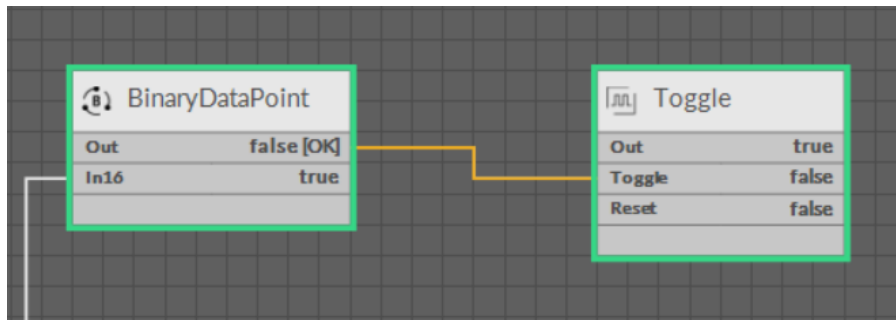 BinaryDataPoint
Out false [OK]
In16 true
Toggle
Out true
Toggle false
Reset false